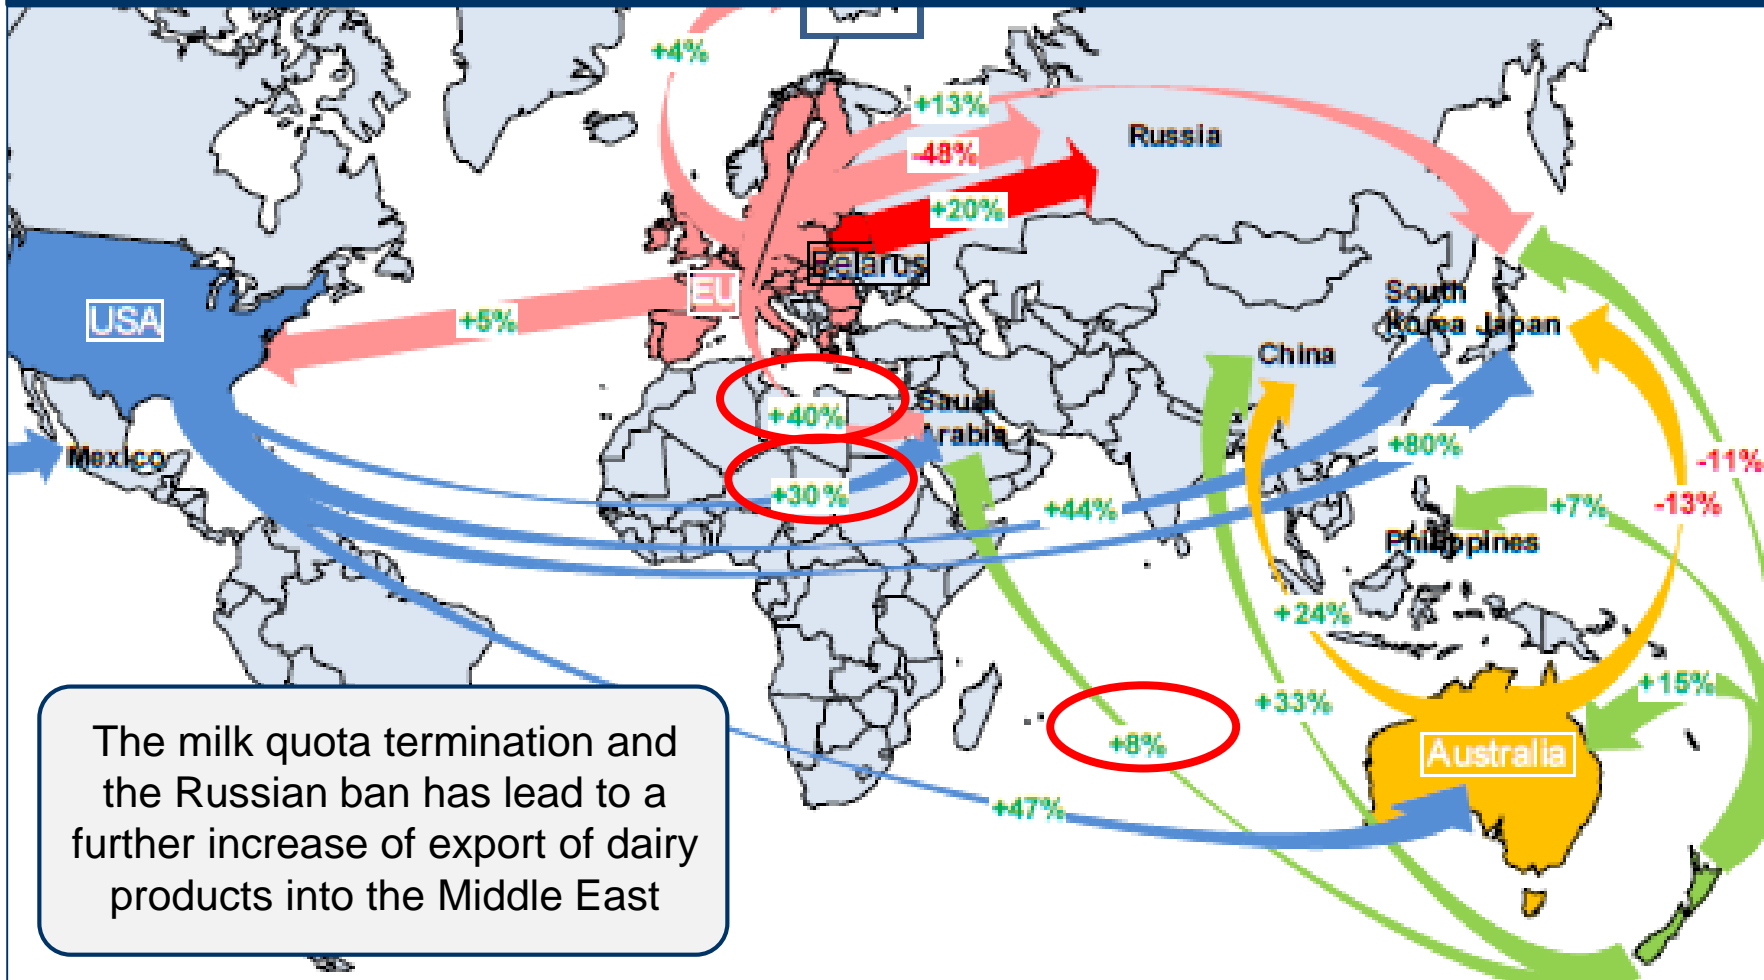 +4%
+13%
Russia
-48%
+20%
Belarus
EU
USA
+5%
South
Korea Japan
China
+40%
Saudi
Arabia
Mexico
+80%
-11%
+30%
+44%
-13%
+7%
Philippines
+24%
+33%
+15%
+8%
Australia
+47%
The milk quota termination and
the Russian ban has lead to a
further increase of export of dairy
products into the Middle East